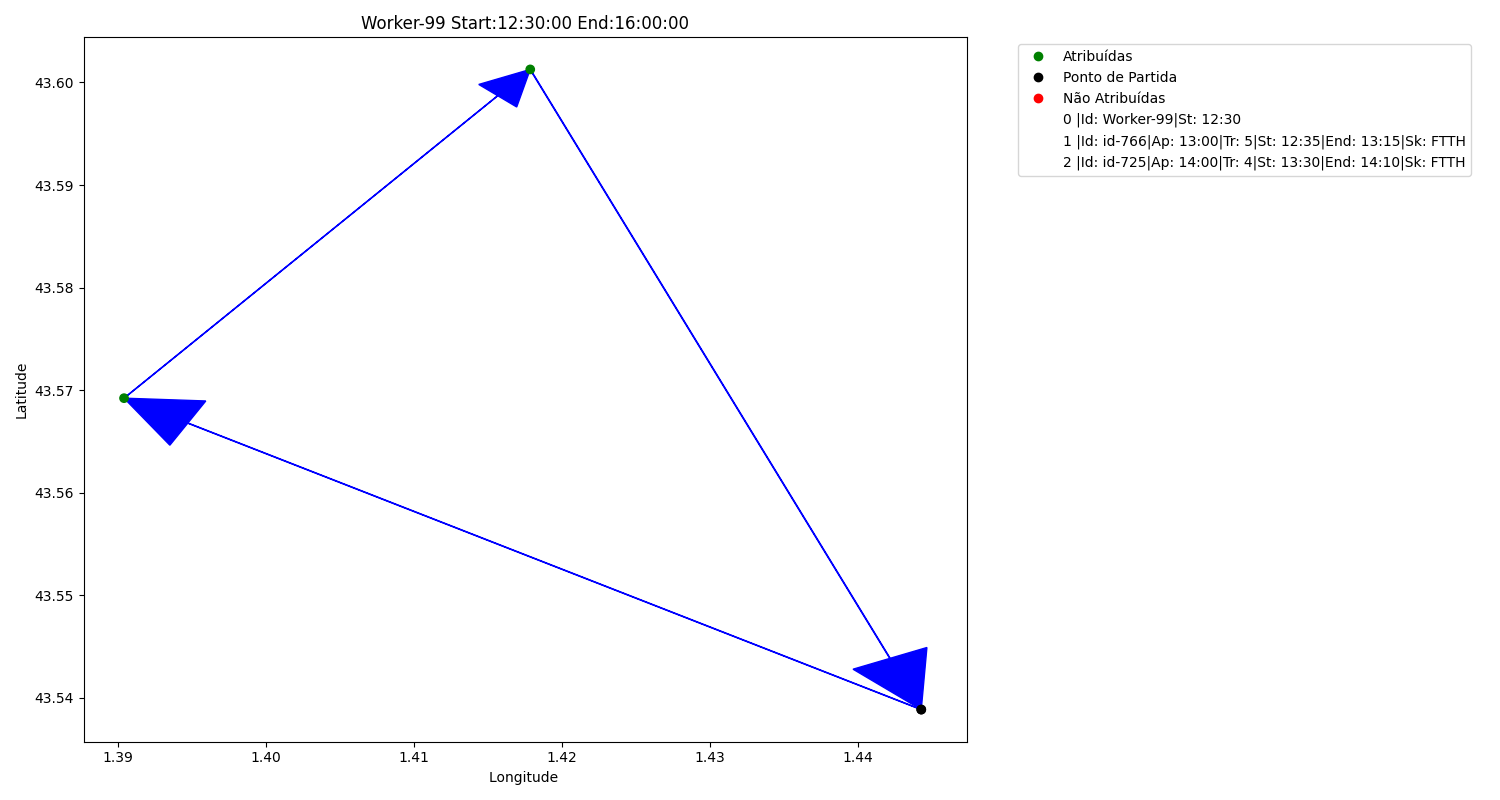 Worker-99 Start:12:30:00 End:16:00:00
Atribuídas
Ponto de Partida
Não Atribuídas
0 |Id: Worker-99|St: 12:30
1 |Id: id-766|Ap: 13:00|Tr: 5|St: 12:35|End: 13:15|Sk: FTTH
2 |Id: id-725|Ap: 14:00|Tr: 4|St: 13:30|End: 14:10|Sk: FTTH
Latitude
43.60
43.59
43.58
43.57
43.56
43.55
43.54
1.39 1.40 1.41 1.42 1.43 1.44
Longitude